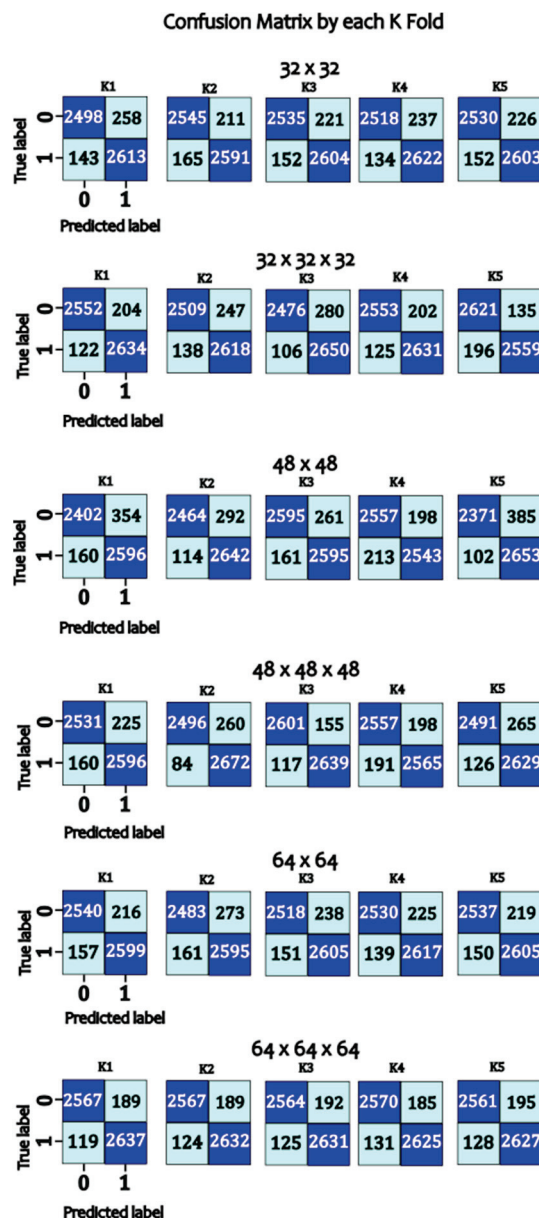 Confusion Matrix by each K Fold
32 x 32
K1 K2 K3 K4 K5
True label
0 2498 258 2545 211 2535 221 2518 237 2530 226
1 143 2613 165 2591 152 2604 134 2622 152 2603
0 1
Predicted label
32 x 32 x 32
K1 K2 K3 K4 K5
True label
0 2552 204 2509 247 2476 280 2553 202 2621 135
1 122 2634 138 2618 106 2650 125 2631 196 2559
0 1
Predicted label
48 x 48
K1 K2 K3 K4 K5
True label
0 2402 354 2464 292 2595 261 2557 198 2371 385
1 160 2596 114 2642 161 2595 213 2543 102 2653
0 1
Predicted label
48 x 48 x 48
K1 K2 K3 K4 K5
True label
0 2531 225 2496 260 2601 155 2557 198 2491 265
1 160 2596 84 2672 117 2639 191 2565 126 2629
0 1
Predicted label
64 x 64
K1 K2 K3 K4 K5
True label
0 2540 216 2483 273 2518 238 2530 225 2537 219
1 157 2599 161 2595 151 2605 139 2617 150 2605
0 1
Predicted label
64 x 64 x 64
K1 K2 K3 K4 K5
True label
0 2567 189 2567 189 2564 192 2570 185 2561 195
1 119 2637 124 2632 125 2631 131 2625 128 2627
0 1
Predicted label